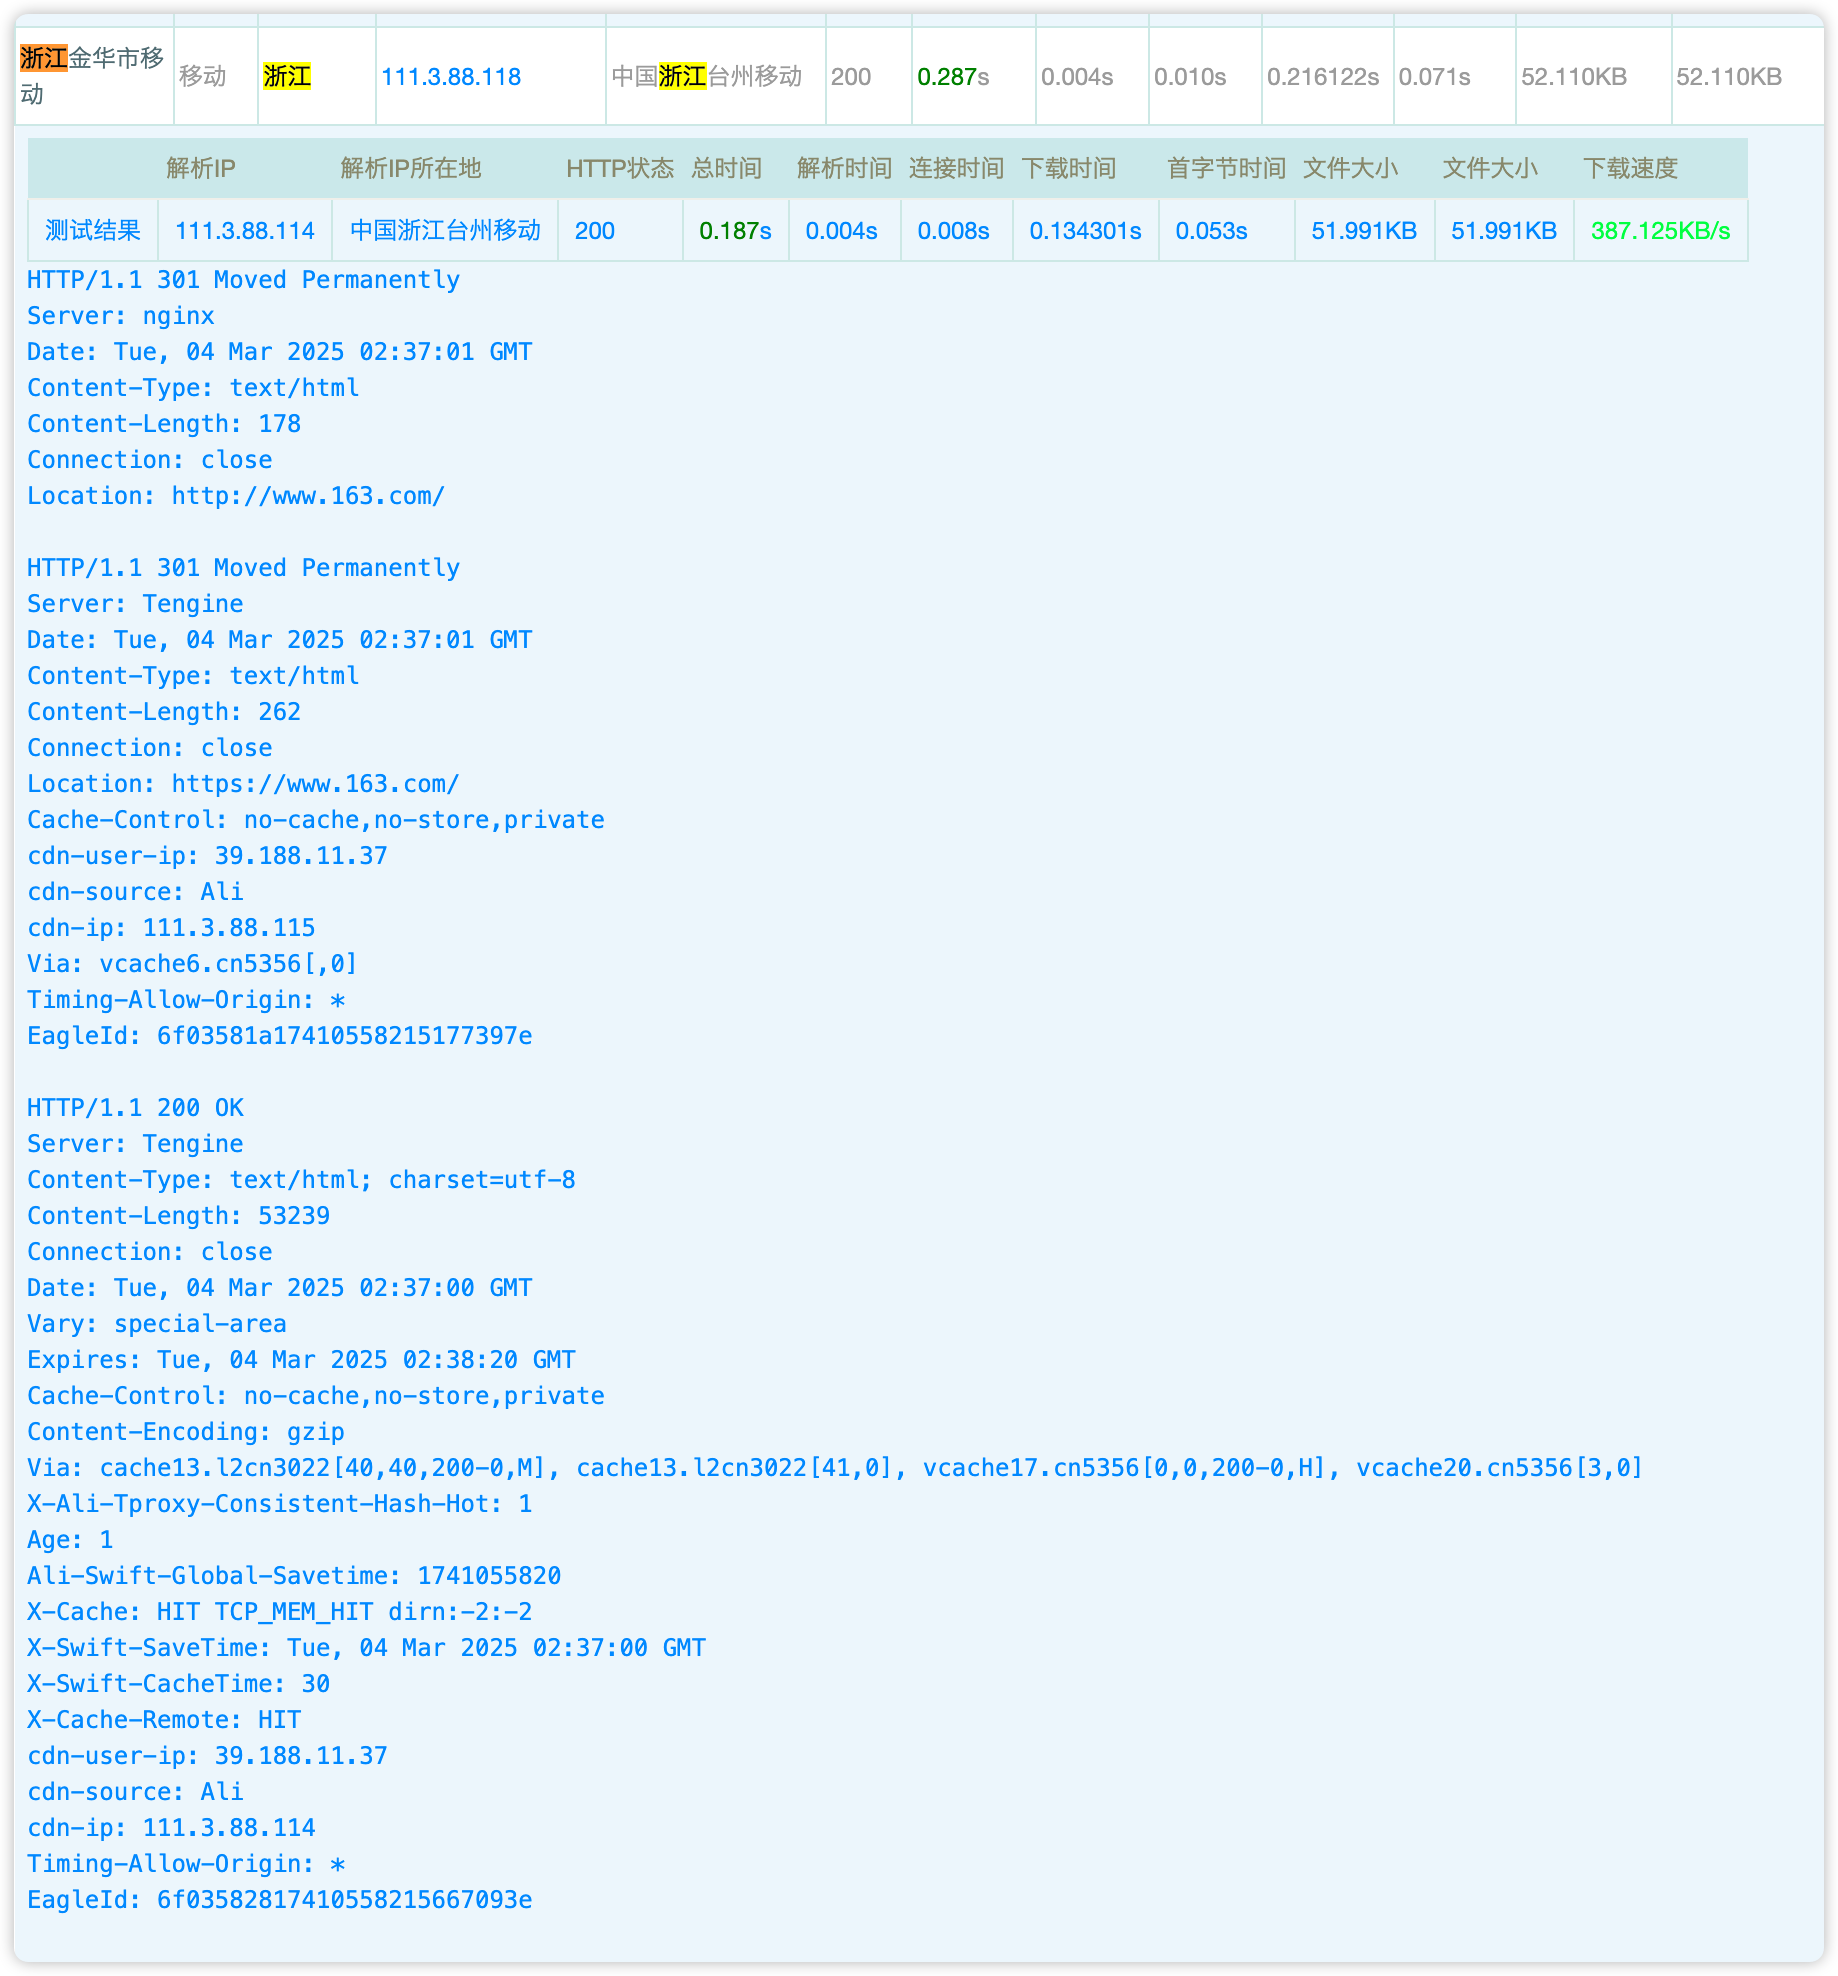 浙江金华市移动 移动 浙江 111.3.88.118 中国浙江台州移动 200 0.287s 0.004s 0.010s 0.216122s 0.071s 52.110KB 52.110KB
解析IP 解析IP所在地 HTTP状态 总时间 解析时间 连接时间 下载时间 首字节时间 文件大小 文件大小 下载速度
测试结果 111.3.88.114 中国浙江台州移动 200 0.187s 0.004s 0.008s 0.134301s 0.053s 51.991KB 51.991KB 387.125KB/s
HTTP/1.1 301 Moved Permanently
Server: nginx
Date: Tue, 04 Mar 2025 02:37:01 GMT
Content-Type: text/html
Content-Length: 178
Connection: close
Location: http://www.163.com/
HTTP/1.1 301 Moved Permanently
Server: Tengine
Date: Tue, 04 Mar 2025 02:37:01 GMT
Content-Type: text/html
Content-Length: 262
Connection: close
Location: https://www.163.com/
Cache-Control: no-cache,no-store,private
cdn-user-ip: 39.188.11.37
cdn-source: Ali
cdn-ip: 111.3.88.115
Via: vcache6.cn5356[,0]
Timing-Allow-Origin: *
EagleId: 6f03581a17410558215177397e
HTTP/1.1 200 OK
Server: Tengine
Content-Type: text/html; charset=utf-8
Content-Length: 53239
Connection: close
Date: Tue, 04 Mar 2025 02:37:00 GMT
Vary: special-area
Expires: Tue, 04 Mar 2025 02:38:20 GMT
Cache-Control: no-cache,no-store,private
Content-Encoding: gzip
Via: cache13.l2cn3022[40,40,200-0,M], cache13.l2cn3022[41,0], vcache17.cn5356[0,0,200-0,H], vcache20.cn5356[3,0]
X-Ali-Tproxy-Consistent-Hash-Hot: 1
Age: 1
Ali-Swift-Global-Savetime: 1741055820
X-Cache: HIT TCP_MEM_HIT dirn:-2:-2
X-Swift-SaveTime: Tue, 04 Mar 2025 02:37:00 GMT
X-Swift-CacheTime: 30
X-Cache-Remote: HIT
cdn-user-ip: 39.188.11.37
cdn-source: Ali
cdn-ip: 111.3.88.114
Timing-Allow-Origin: *
EagleId: 6f03582817410558215667093e